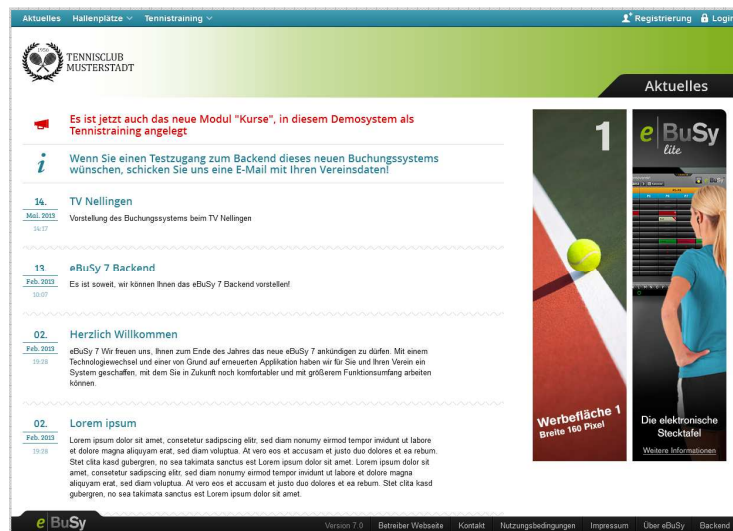 Aktuelles Hallenplätze Tennistraining Registrierung Login
1956
TENNISCLUB
MUSTERSTADT
Aktuelles
Es ist jetzt auch das neue Modul "Kurse", in diesem Demosystem als
Tennistraining angelegt
Wenn Sie einen Testzugang zum Backend dieses neuen Buchungssystems
wünschen, schicken Sie uns eine E-Mail mit Ihren Vereinsdaten!
14.
Mai. 2013
14:17
TV Nellingen
Vorstellung des Buchungssystems beim TV Nellingen
13.
Feb. 2013
10:07
eBuSy 7 Backend
Es ist soweit, wir können Ihnen das eBuSy 7 Backend vorstellen!
02.
Feb. 2013
19:28
Herzlich Willkommen
eBuSy 7 Wir freuen uns, Ihnen zum Ende des Jahres das neue eBuSy 7 ankündigen zu dürfen. Mit einem
Technologiewechsel und einer von Grund auf erneuerten Applikation haben wir für Sie und Ihren Verein ein
System geschaffen, mit dem Sie in Zukunft noch komfortabler und mit größerem Funktionsumfang arbeiten
können.
02.
Feb. 2013
19:28
Lorem ipsum
Lorem ipsum dolor sit amet, consetetur sadipscing elitr, sed diam nonumy eirmod tempor invidunt ut labore
et dolore magna aliquyam erat, sed diam voluptua. At vero eos et accusam et justo duo dolores et ea rebum.
Stet clita kasd gubergren, no sea takimata sanctus est Lorem ipsum dolor sit amet. Lorem ipsum dolor sit
amet, consetetur sadipscing elitr, sed diam nonumy eirmod tempor invidunt ut labore et dolore magna
aliquyam erat, sed diam voluptua. At vero eos et accusam et justo duo dolores et ea rebum. Stet clita kasd
gubergren, no sea takimata sanctus est Lorem ipsum dolor sit amet.
1
Werbefläche 1
Breite 160 Pixel
e BuSy
lite
Die elektronische
Stecktafel
Weitere Informationen
e BuSy
Version 7.0 Betreiber Webseite Kontakt Nutzungsbedingungen Impressum Über eBuSy Backend